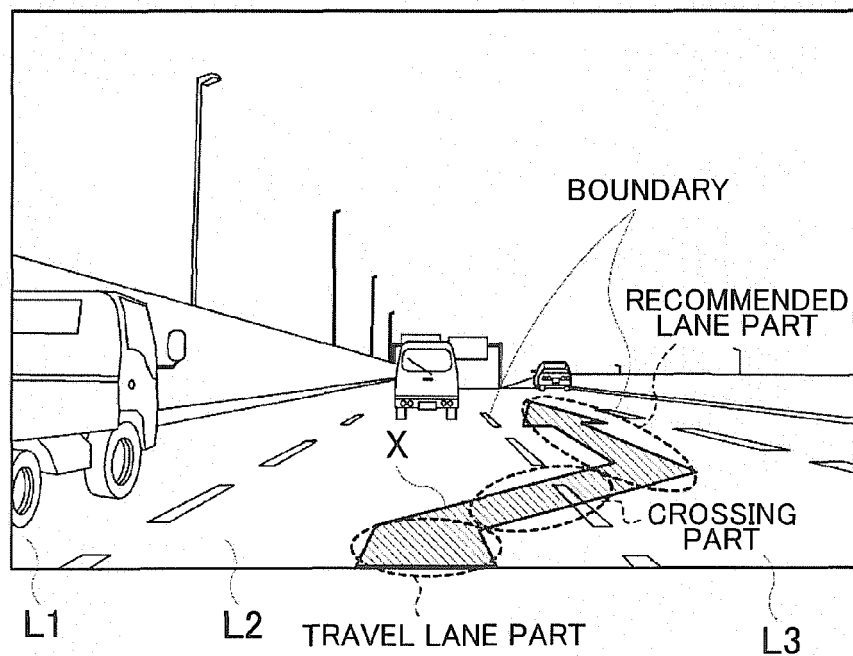 BOUNDARY
RECOMMENDED
LANE PART
X
CROSSING
PART
L1
L2
TRAVEL LANE PART
L3